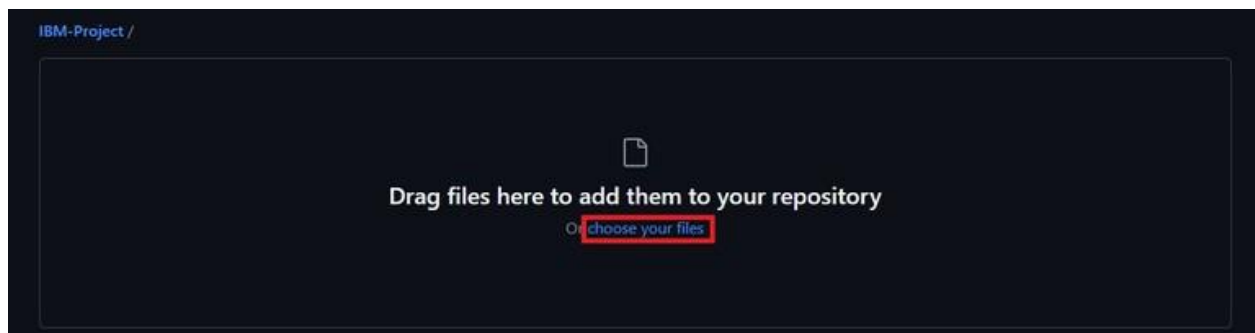 IBM-Project /
Drag files here to add them to your repository
Or choose your files